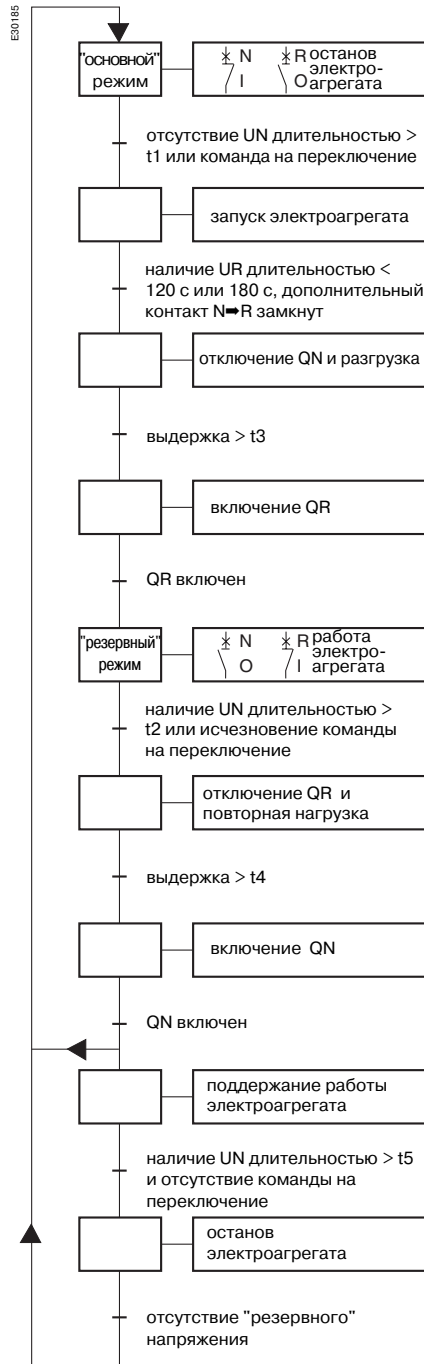 E30185
"основной"
режим
N
I
R
O
останов
электро-
агрегата
отсутствие UN длительностью >
t1 или команда на переключение
запуск электроагрегата
наличие UR длительностью <
120 с или 180 с, дополнительный
контакт N➡R замкнут
отключение QN и разгрузка
выдержка > t3
включение QR
QR включен
"резервный"
режим
N
O
R
I
работа
электро-
агрегата
наличие UN длительностью >
t2 или исчезновение команды
на переключение
отключение QR и
повторная нагрузка
выдержка > t4
включение QN
QN включен
поддержание работы
электроагрегата
наличие UN длительностью > t5
и отсутствие команды на
переключение
останов
электроагрегата
отсутствие "резервного"
напряжения